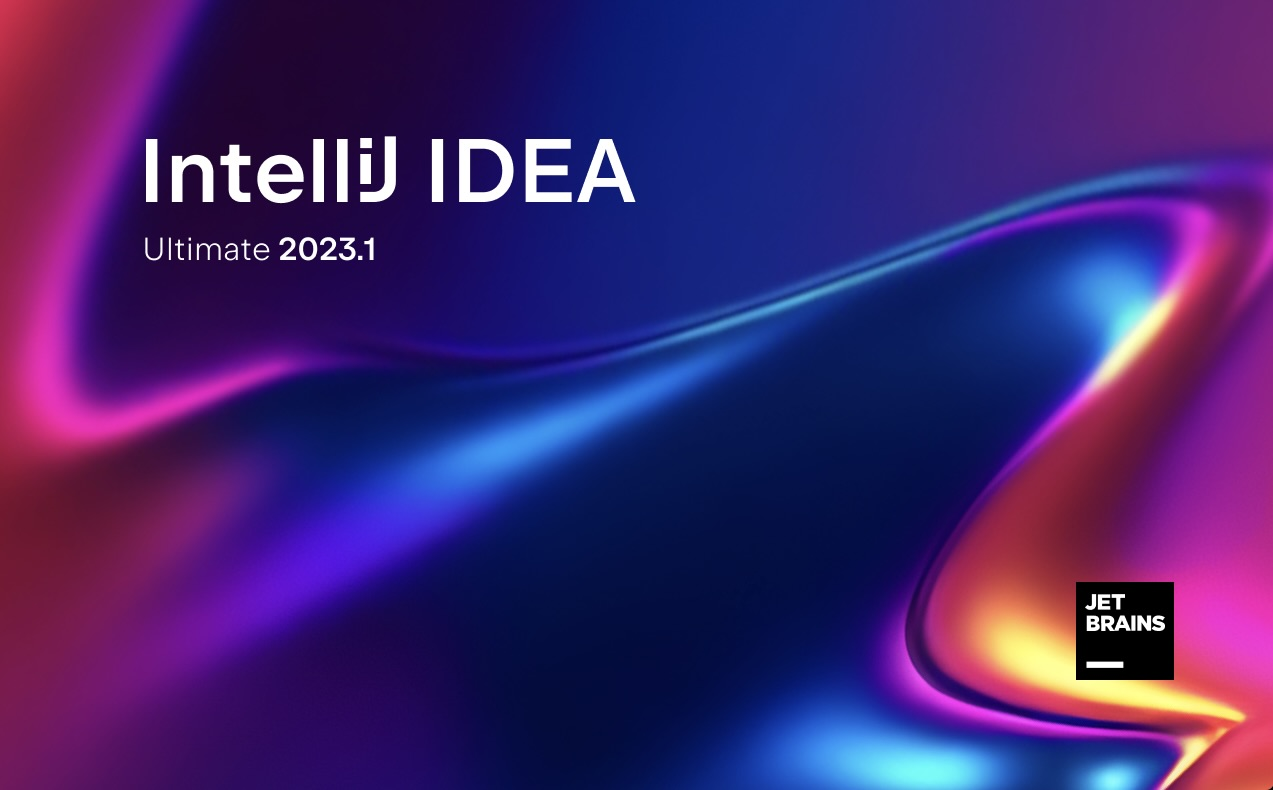 IntelliJ IDEA
Ultimate 2023.1
JET
BRAINS